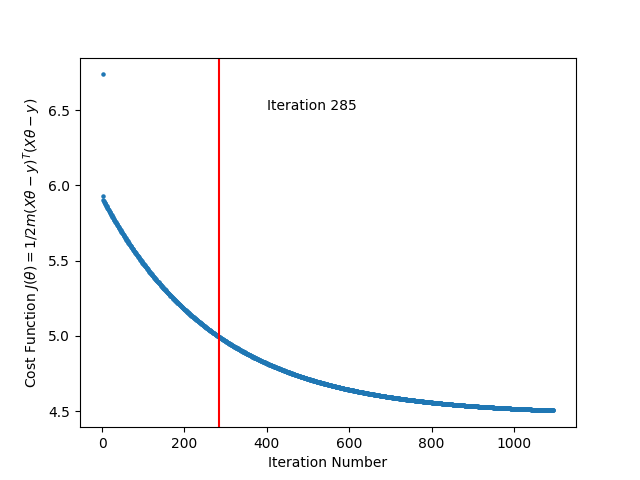 Iteration 285
6.5
6.0
5.5
5.0
4.5
Cost Function J(θ) = 1/2m(Xθ − y)ᵀ(Xθ − y)
0 200 400 600 800 1000
Iteration Number